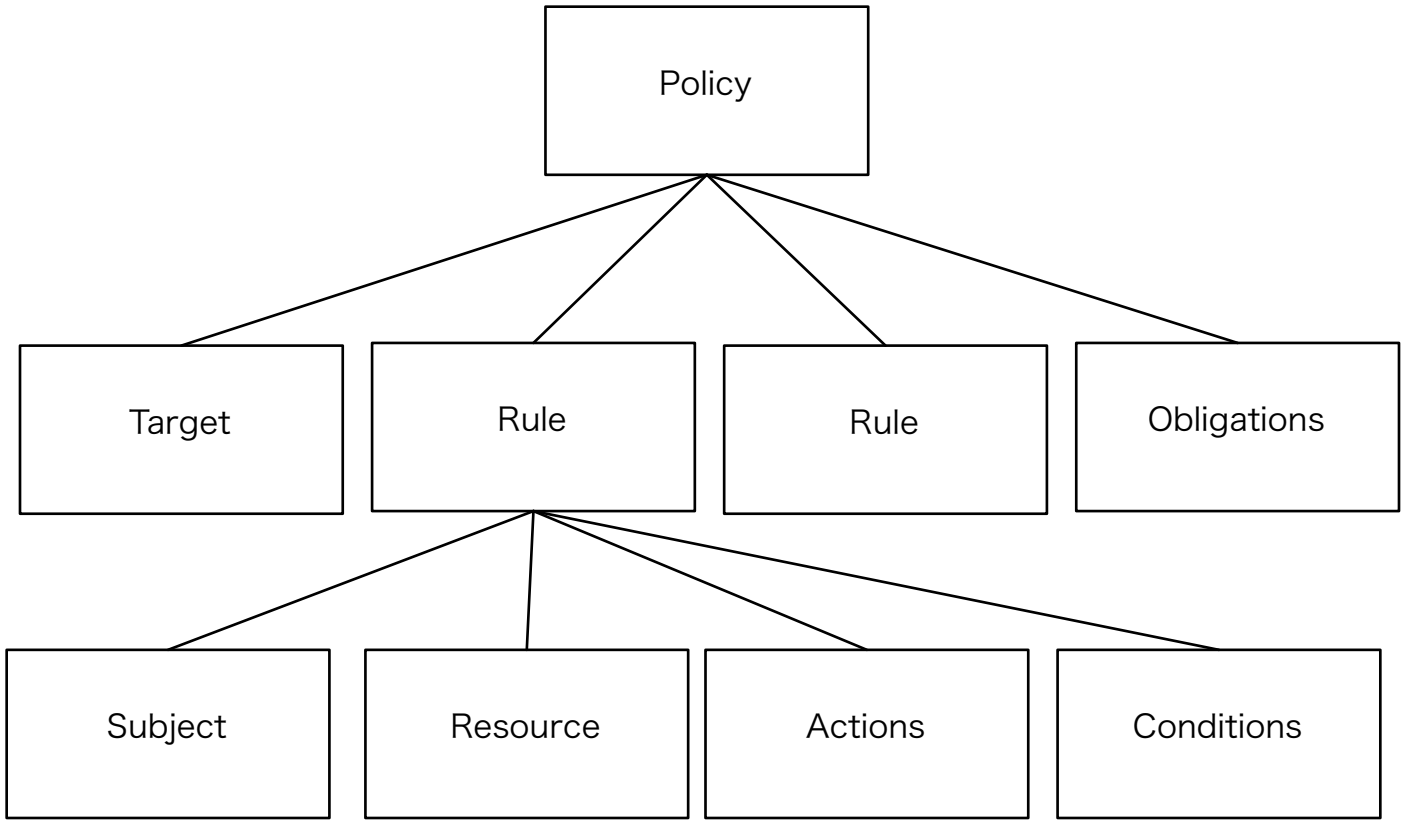 Policy
Target
Rule
Rule
Obligations
Subject
Resource
Actions
Conditions